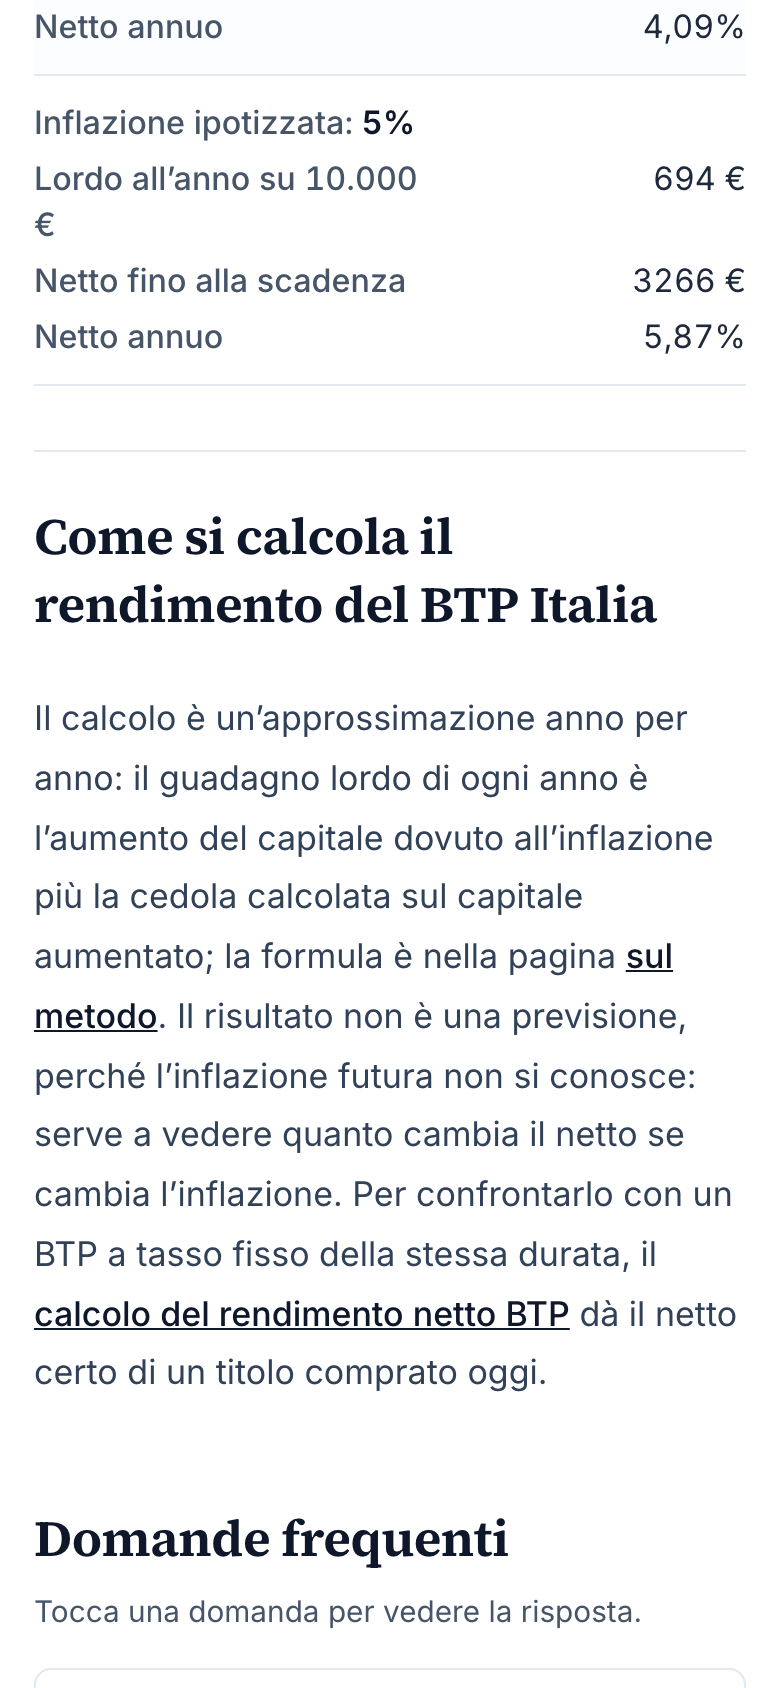 Netto annuo 4,09%
Inflazione ipotizzata: 5%
Lordo all’anno su 10.000 694 €
€
Netto fino alla scadenza 3266 €
Netto annuo 5,87%
Come si calcola il
rendimento del BTP Italia
Il calcolo è un’approssimazione anno per
anno: il guadagno lordo di ogni anno è
l’aumento del capitale dovuto all’inflazione
più la cedola calcolata sul capitale
aumentato; la formula è nella pagina sul
metodo. Il risultato non è una previsione,
perché l’inflazione futura non si conosce:
serve a vedere quanto cambia il netto se
cambia l’inflazione. Per confrontarlo con un
BTP a tasso fisso della stessa durata, il
calcolo del rendimento netto BTP dà il netto
certo di un titolo comprato oggi.
Domande frequenti
Tocca una domanda per vedere la risposta.